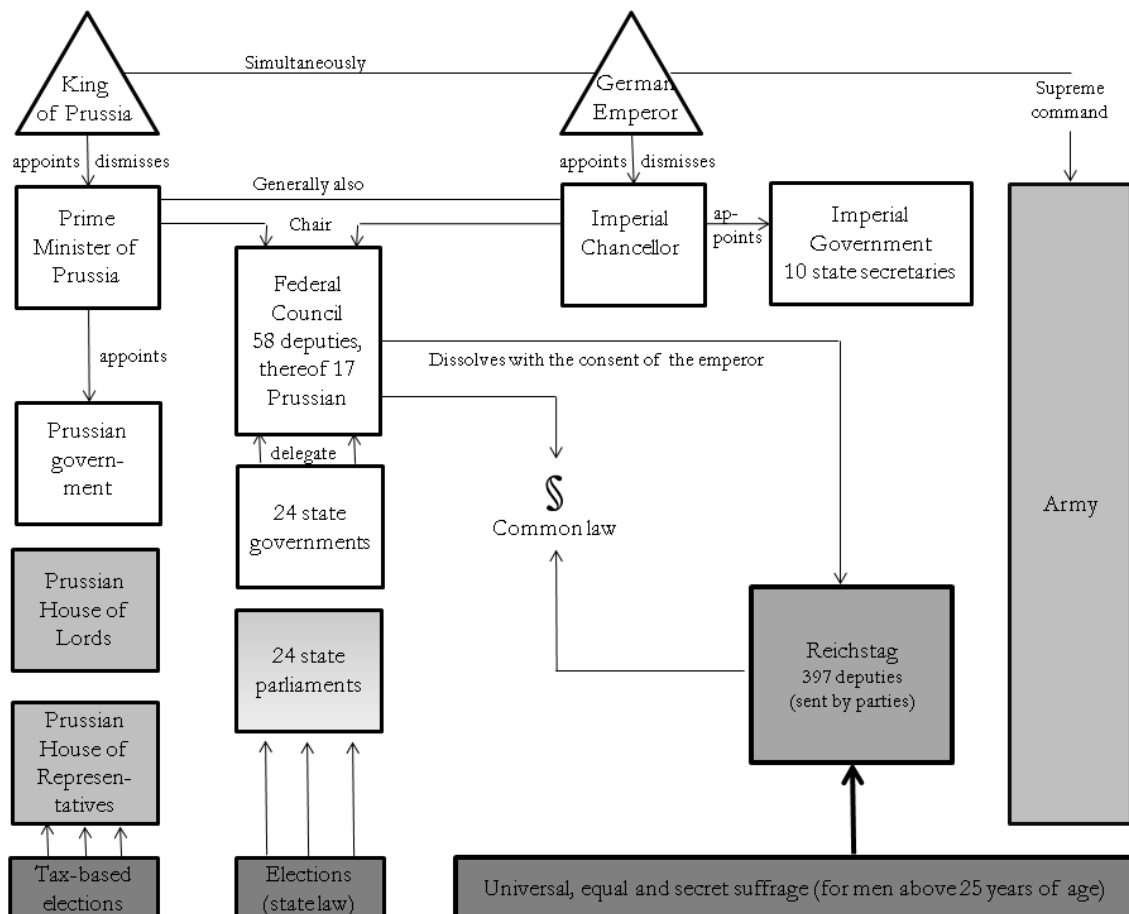 King
of Prussia
Simultaneously
German
Emperor
Supreme
command
appoints
dismisses
appoints
dismisses
Prime
Minister of
Prussia
Generally also
Chair
Imperial
Chancellor
ap-
points
Imperial
Government
10 state secretaries
Federal
Council
58 deputies,
thereof 17
Prussian
appoints
Dissolves with the consent of the emperor
Prussian
govern-
ment
delegate
24 state
governments
§
Common law
Army
Prussian
House of
Lords
24 state
parliaments
Reichstag
397 deputies
(sent by parties)
Prussian
House of
Represen-
tatives
Tax-based
elections
Elections
(state law)
Universal, equal and secret suffrage (for men above 25 years of age)